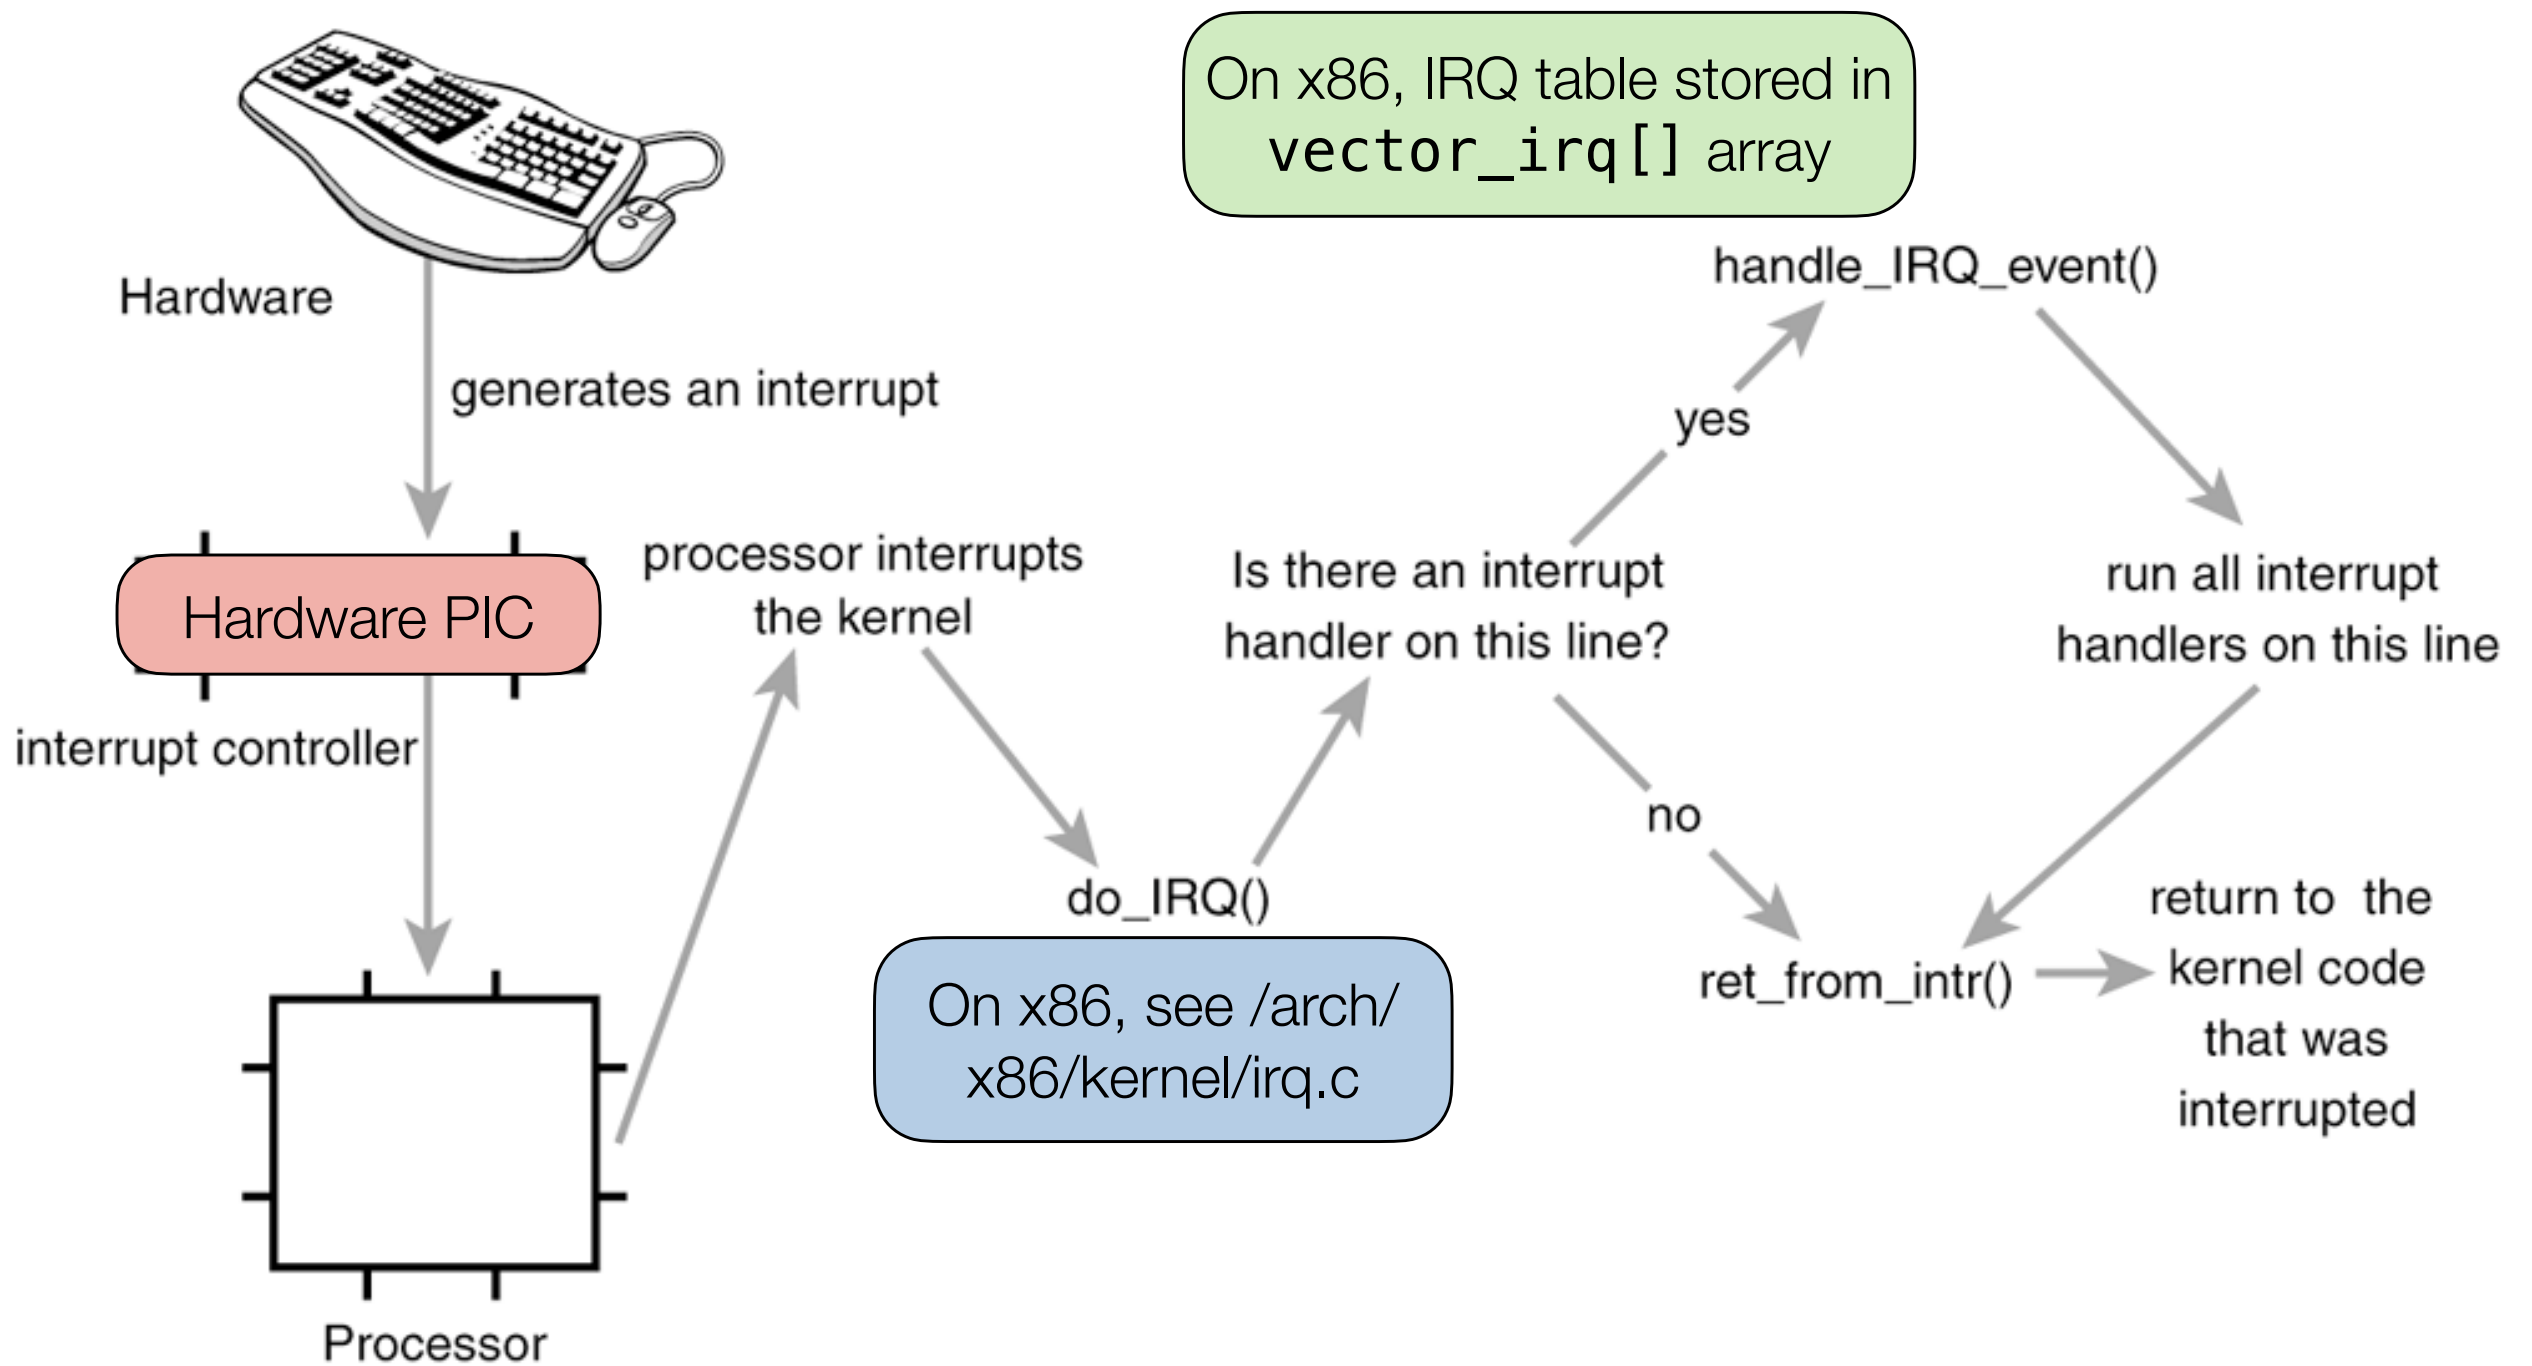 On x86, IRQ table stored in
vector_irq[] array
Hardware
generates an interrupt
Hardware PIC
interrupt controller
Processor
processor interrupts
the kernel
do_IRQ()
On x86, see /arch/
x86/kernel/irq.c
Is there an interrupt
handler on this line?
yes
handle_IRQ_event()
run all interrupt
handlers on this line
no
ret_from_intr()
return to the
kernel code
that was
interrupted